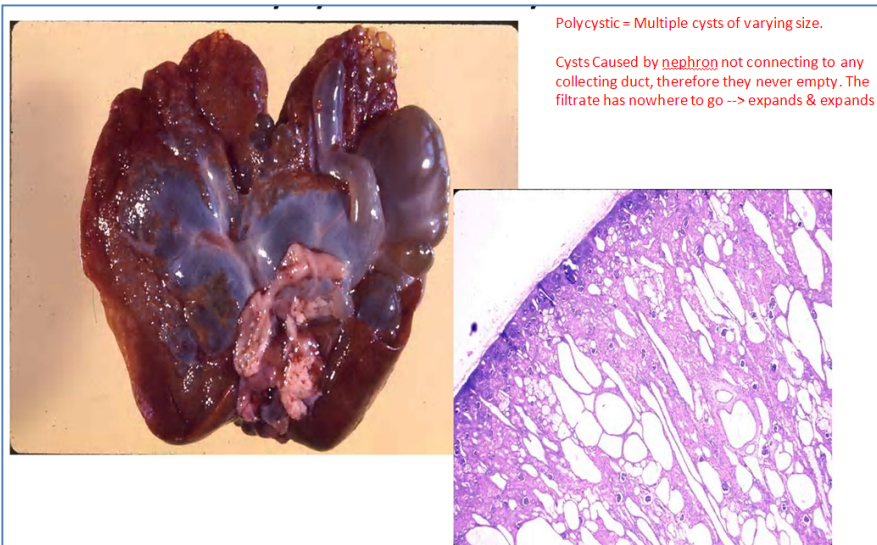 Polycystic = Multiple cysts of varying size.
Cysts Caused by nephron not connecting to any
collecting duct, therefore they never empty. The
filtrate has nowhere to go --> expands & expands